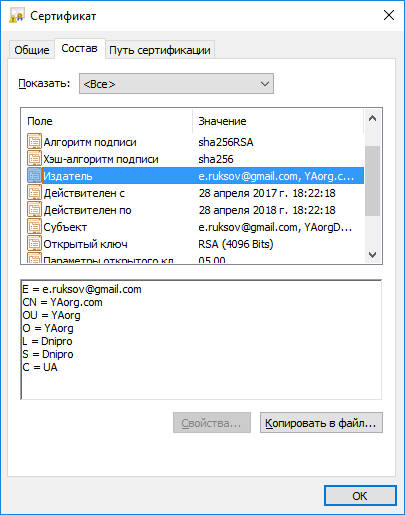 Сертификат
Общие Состав Путь сертификации
Показать: <Все>
Поле Значение
Алгоритм подписи sha256RSA
Хэш-алгоритм подписи sha256
Издатель e.ruksov@gmail.com, YAorg.c...
Действителен с 28 апреля 2017 г. 18:22:18
Действителен по 28 апреля 2018 г. 18:22:18
Субъект e.ruksov@gmail.com, YAorgD...
Открытый ключ RSA (4096 Bits)
Параметры открытого кл 05 00
E = e.ruksov@gmail.com
CN = YAorg.com
OU = YAorg
O = YAorg
L = Dnipro
S = Dnipro
C = UA
Свойства... Копировать в файл...
OK